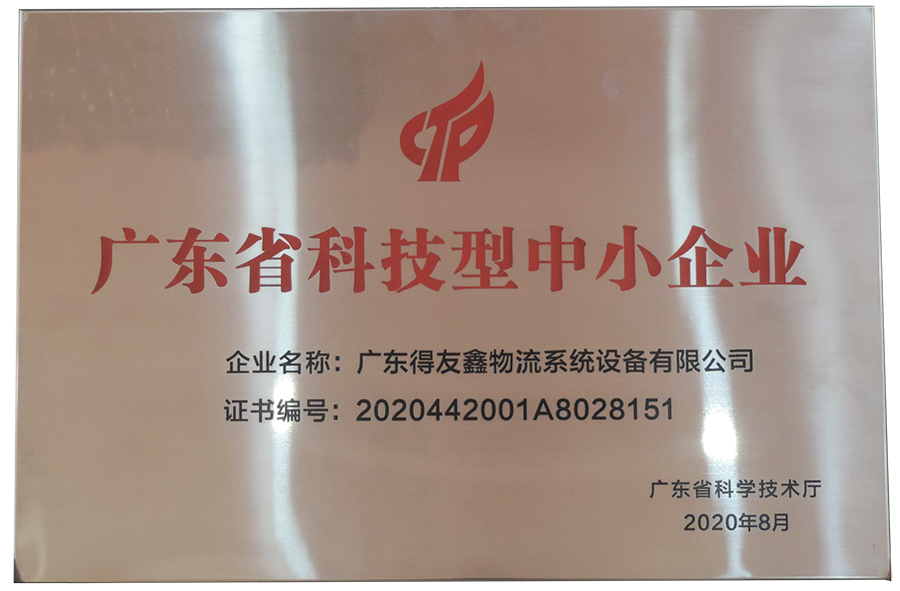 CTP
广东省科技型中小企业
企业名称：广东得友鑫物流系统设备有限公司
证书编号：2020442001A8028151
广东省科学技术厅
2020年8月